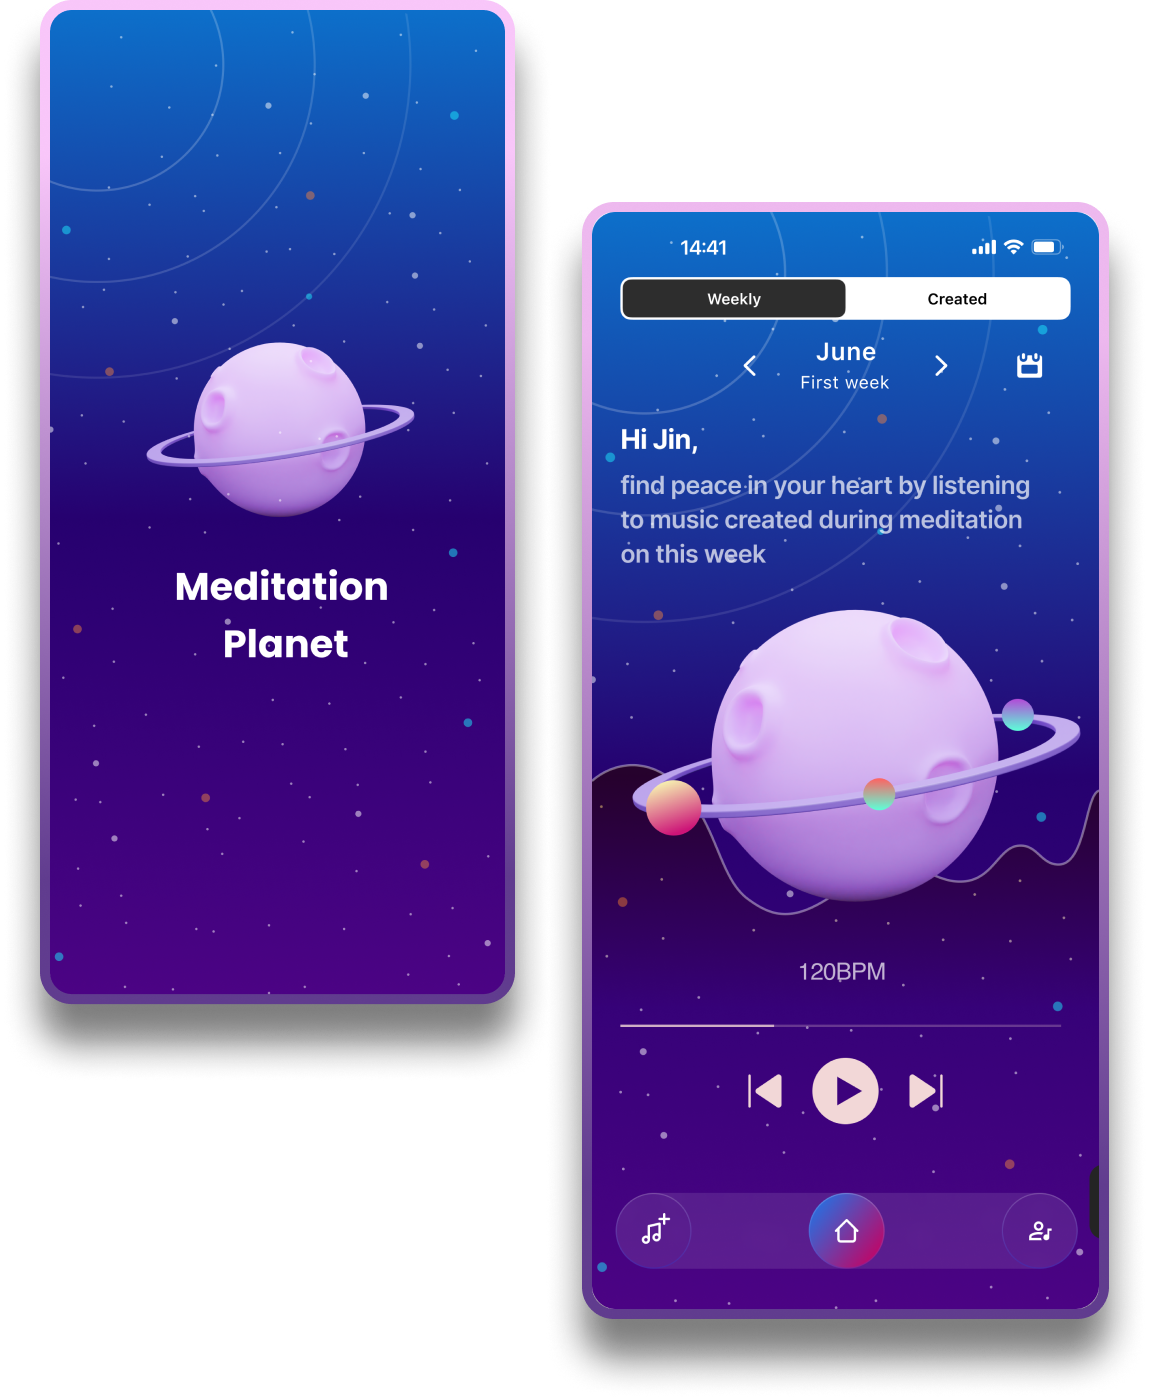 Meditation
Planet
14:41
Weekly
Created
June
First week
Hi Jin,
find peace in your heart by listening
to music created during meditation
on this week
120BPM